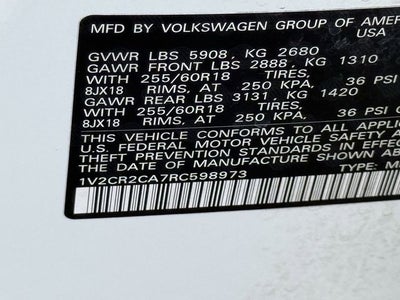 MFD BY VOLKSWAGEN GROUP OF AMER
USA
GVWR LBS 5908, KG 2680
GAWR FRONT LBS 2888, KG 1310
WITH 255/60R18 TIRES,
8JX18 RIMS, AT 250 KPA, 36 PSI
GAWR REAR LBS 3131, KG 1420
WITH 255/60R18 TIRES,
8JX18 RIMS, AT 250 KPA, 36 PSI
THIS VEHICLE CONFORMS TO ALL APPLI
U.S. FEDERAL MOTOR VEHICLE SAFETY A
THEFT PREVENTION STANDARDS IN EFFE
THE DATE OF MANUFACTURE SHOWN AB
1V2CR2CA7RC598973 TYPE: M